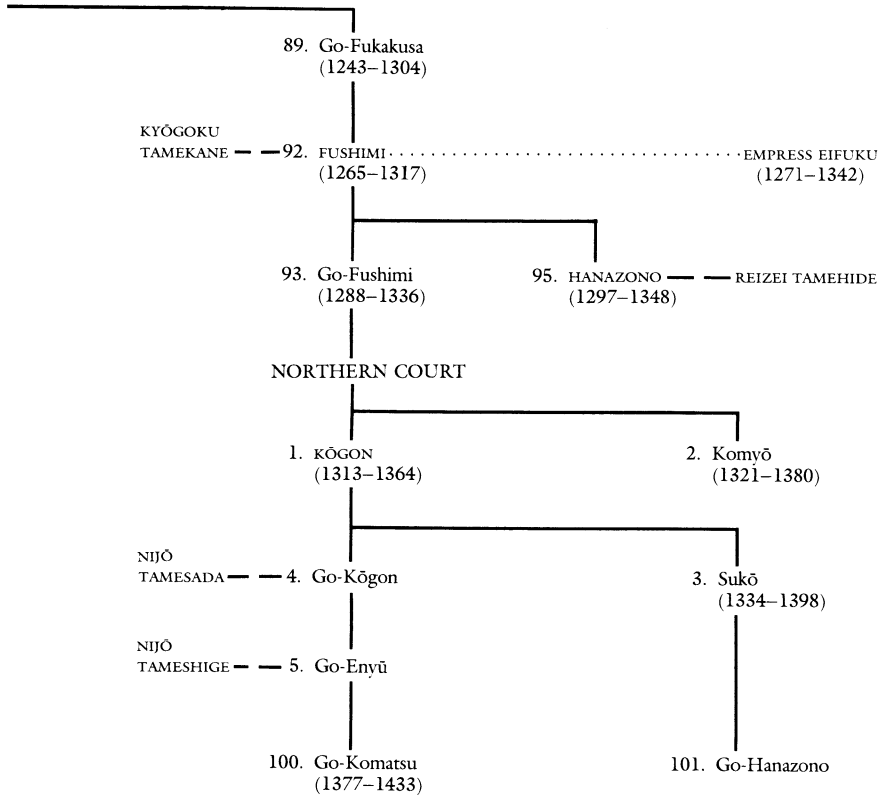 89. Go-Fukakusa
(1243–1304)
KYŌGOKU
TAMEKANE
92. FUSHIMI
(1265–1317)
EMPRESS EIFUKU
(1271–1342)
93. Go-Fushimi
(1288–1336)
95. HANAZONO
(1297–1348)
REIZEI TAMEHIDE
NORTHERN COURT
1. KŌGON
(1313–1364)
2. Komyō
(1321–1380)
NIJŌ
TAMESADA
4. Go-Kōgon
3. Sukō
(1334–1398)
NIJŌ
TAMESHIGE
5. Go-Enyū
100. Go-Komatsu
(1377–1433)
101. Go-Hanazono